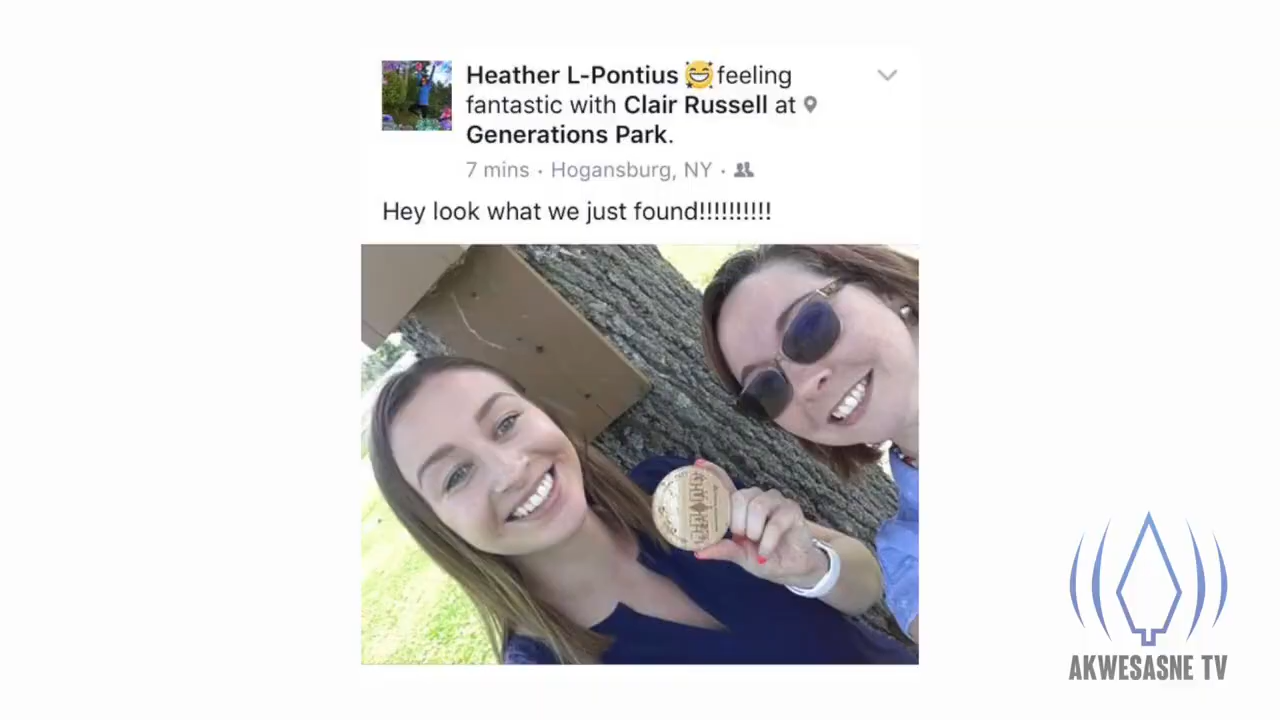 Heather L-Pontius 😆 feeling
fantastic with Clair Russell at
Generations Park.
7 mins · Hogansburg, NY ·
Hey look what we just found!!!!!!!!!!
AKWESASNE TV